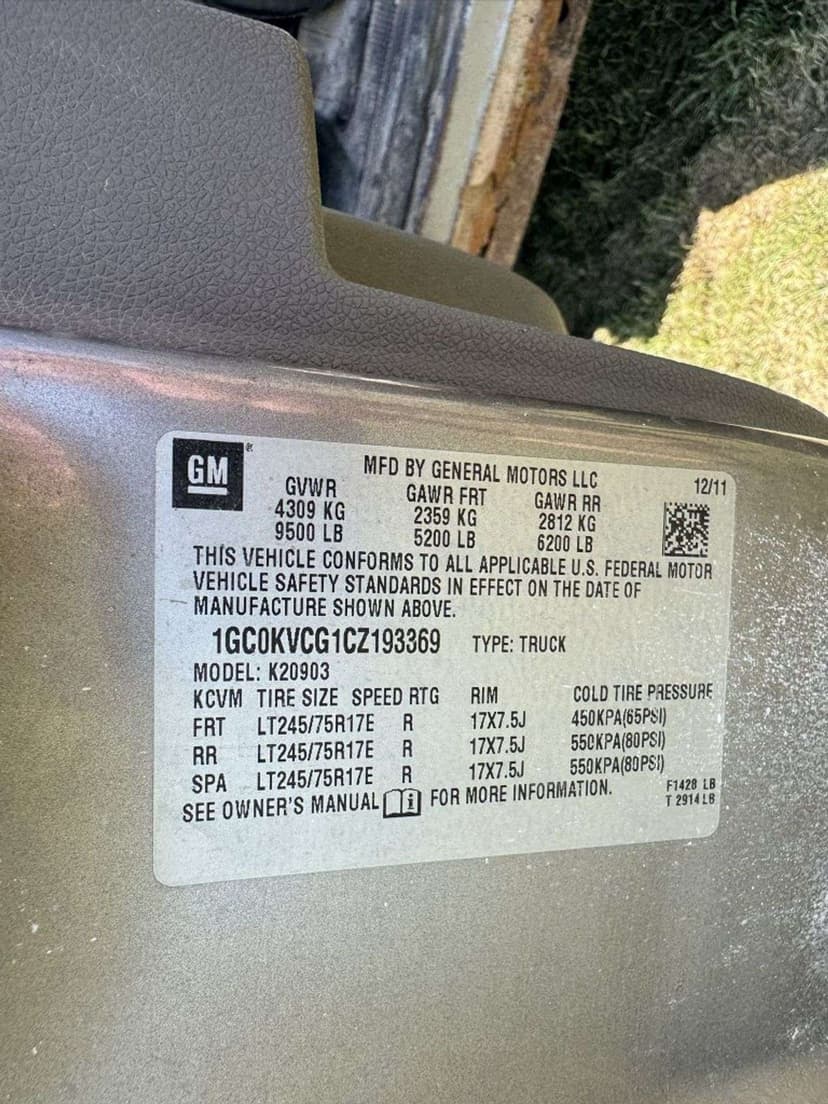 GM
MFD BY GENERAL MOTORS LLC 12/11
GVWR GAWR FRT GAWR RR
4309 KG 2359 KG 2812 KG
9500 LB 5200 LB 6200 LB
THIS VEHICLE CONFORMS TO ALL APPLICABLE U.S. FEDERAL MOTOR
VEHICLE SAFETY STANDARDS IN EFFECT ON THE DATE OF
MANUFACTURE SHOWN ABOVE.
1GC0KVCG1CZ193369 TYPE: TRUCK
MODEL: K20903
KCVM TIRE SIZE SPEED RTG RIM COLD TIRE PRESSURE
FRT LT245/75R17E R 17X7.5J 450KPA(65PSI)
RR LT245/75R17E R 17X7.5J 550KPA(80PSI)
SPA LT245/75R17E R 17X7.5J 550KPA(80PSI)
SEE OWNER'S MANUAL i FOR MORE INFORMATION.
F1428 LB
T 2914 LB